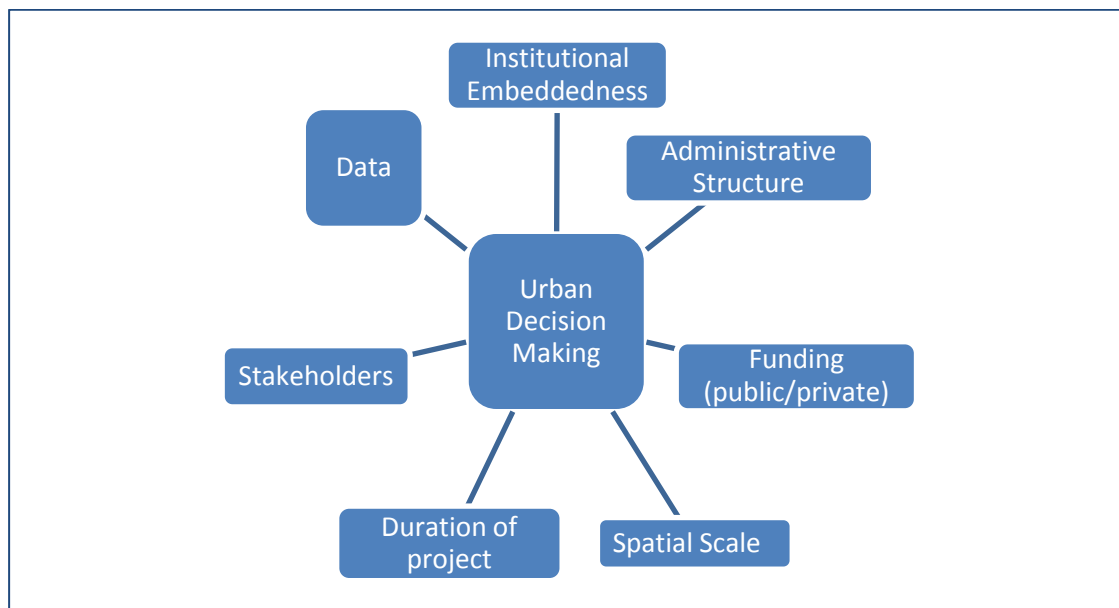 Institutional
Embeddedness
Data
Administrative
Structure
Urban
Decision
Making
Stakeholders
Funding
(public/private)
Duration of
project
Spatial Scale